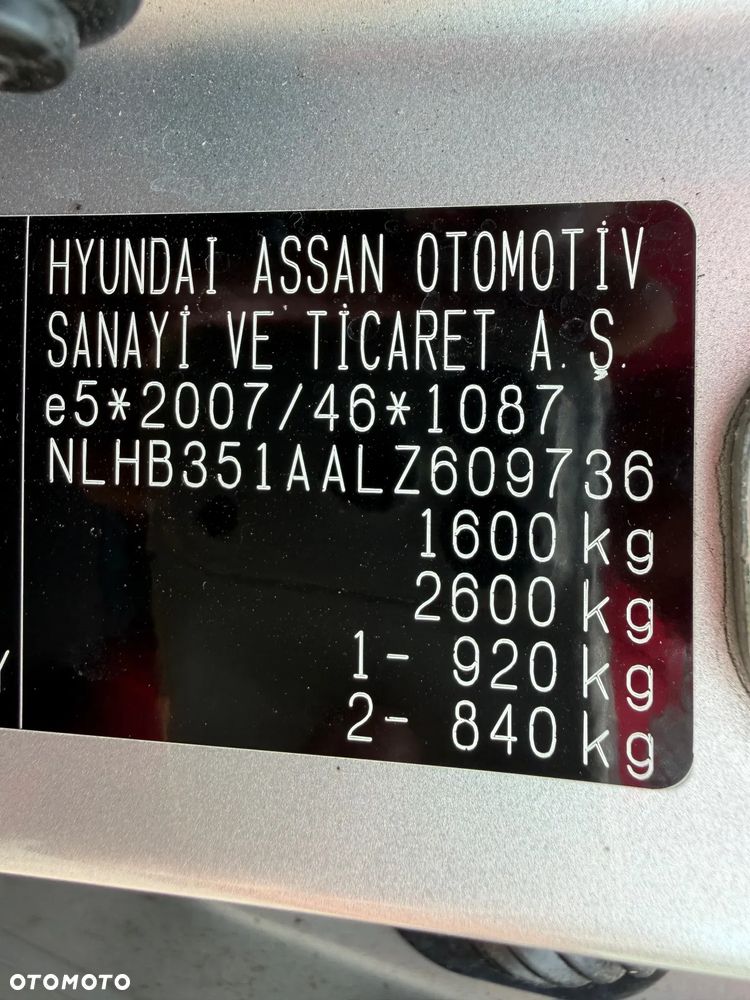 HYUNDAİ ASSAN OTOMOTİV
SANAYİ VE TİCARET A.Ş.
e5*2007/46*1087
NLHB351AALZ609736
1600 kg
2600 kg
1- 920 kg
2- 840 kg
OTOMOTO